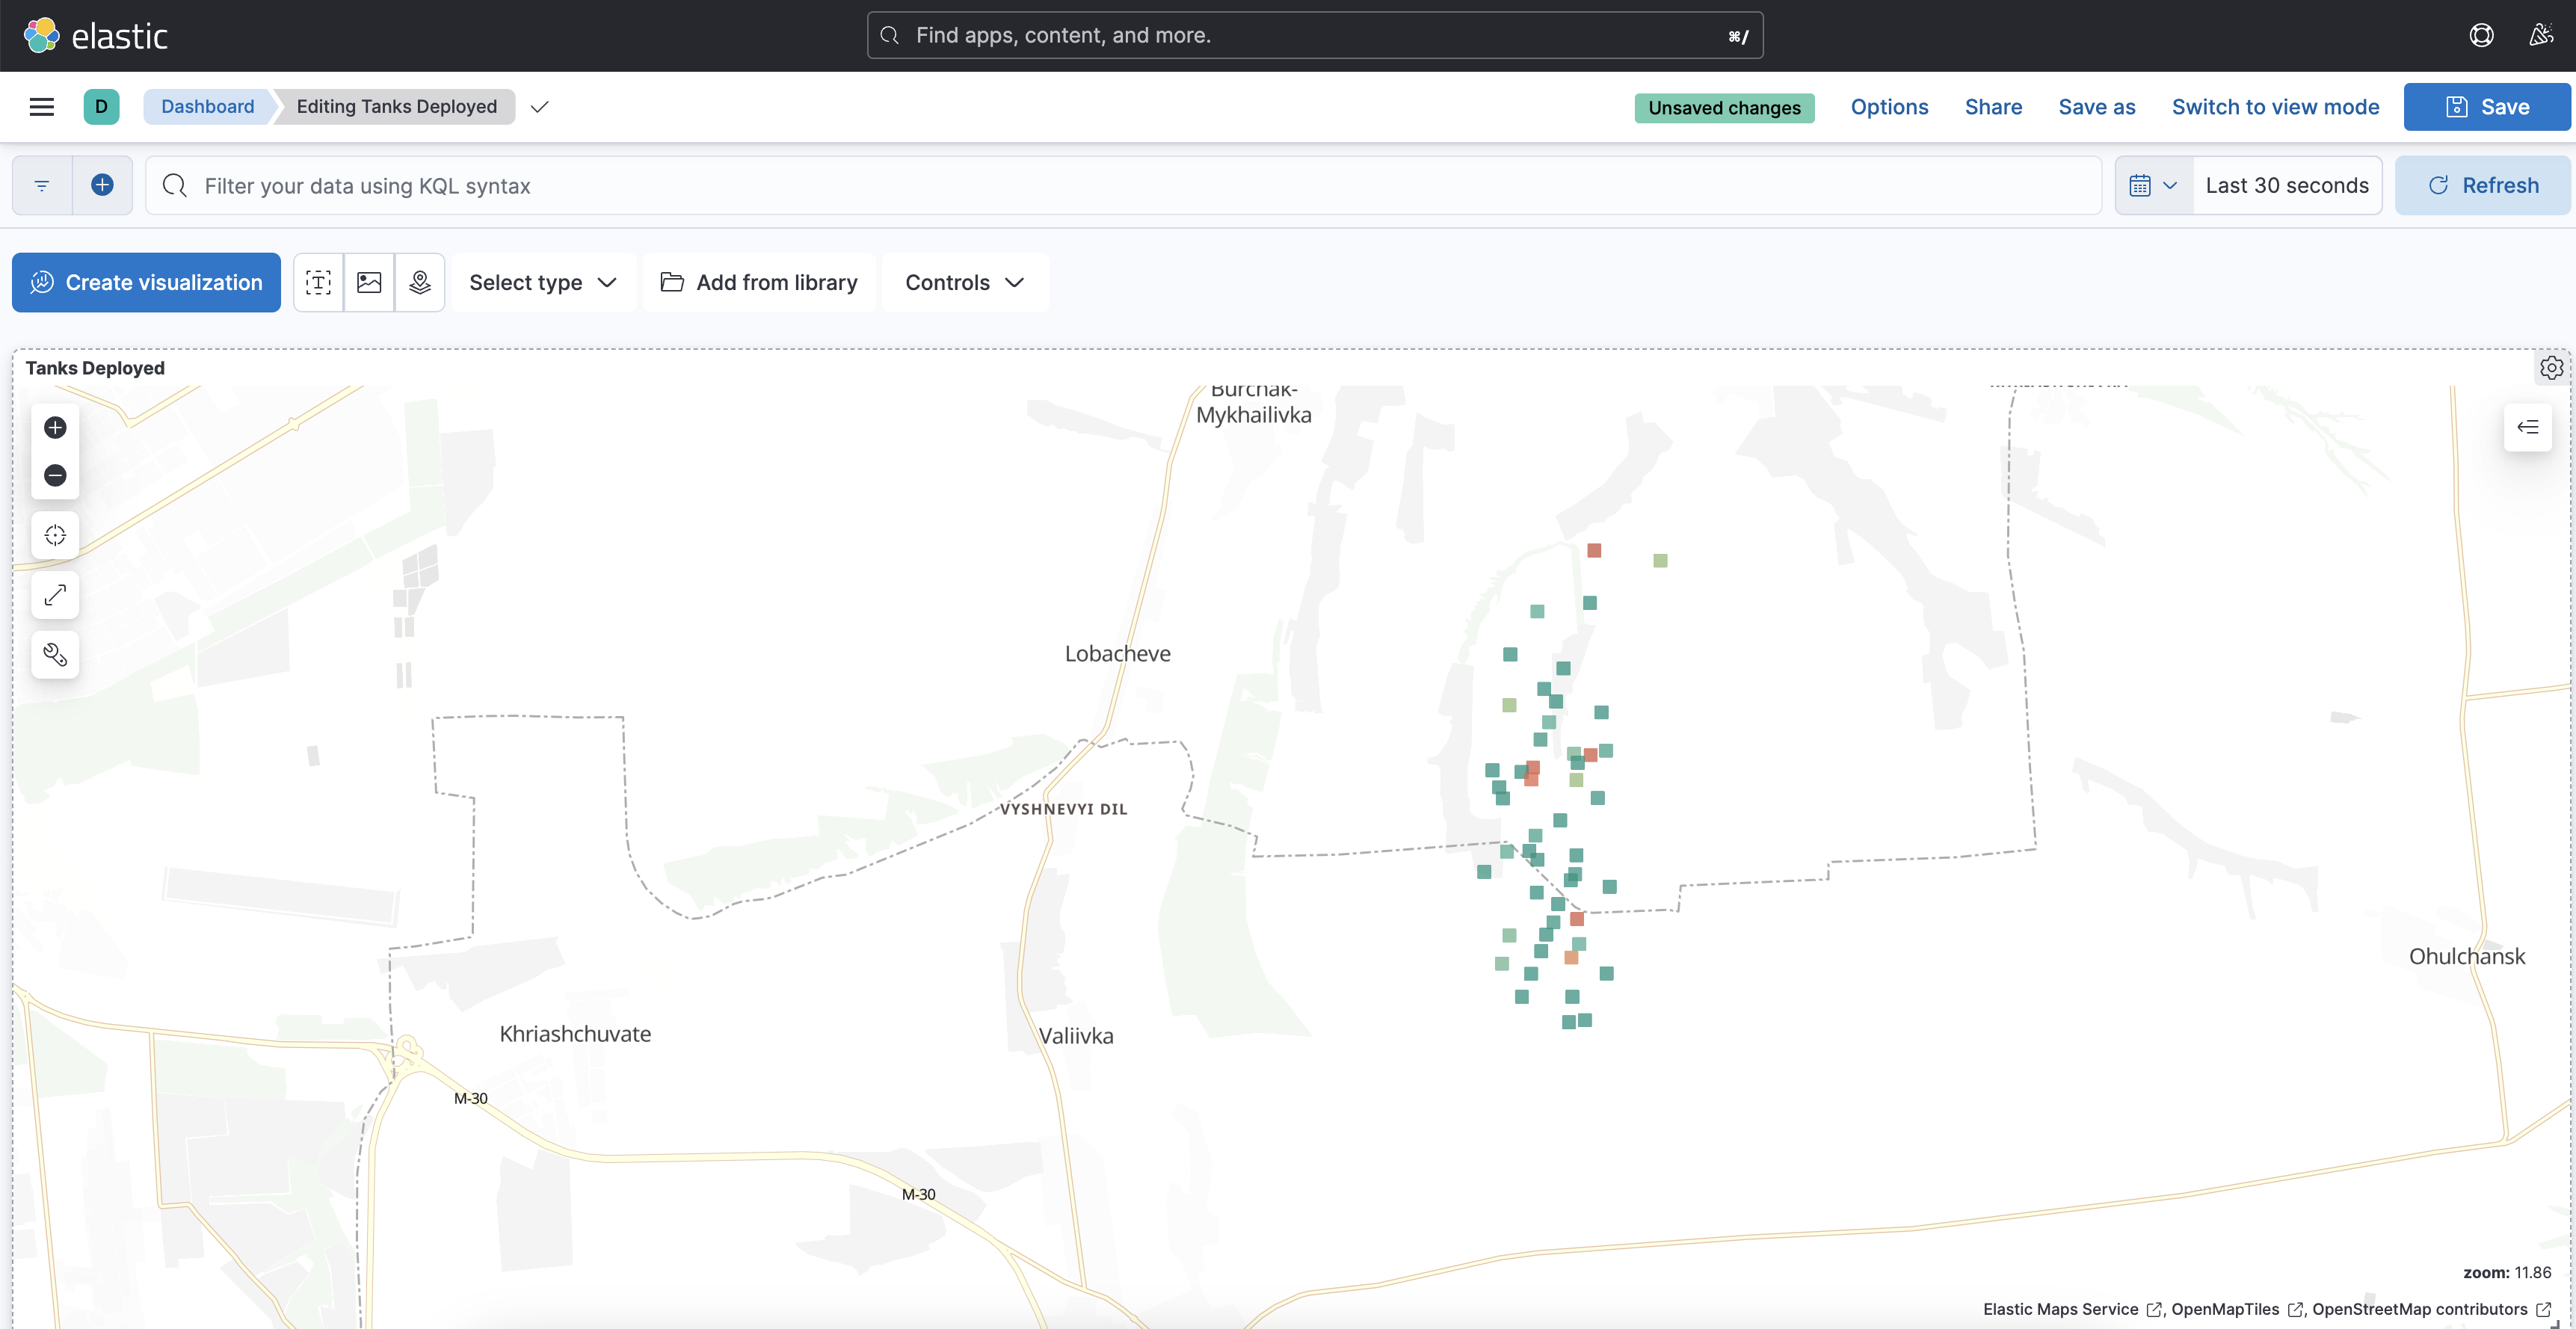 elastic
Find apps, content, and more.
⌘/
D
Dashboard
Editing Tanks Deployed
Unsaved changes
Options
Share
Save as
Switch to view mode
Save
Filter your data using KQL syntax
Last 30 seconds
Refresh
Create visualization
Select type
Add from library
Controls
Tanks Deployed
Burchak-
Mykhailivka
Lobacheve
VYSHNEVYI DIL
Ohulchansk
Khriashchuvate
Valiivka
M-30
M-30
zoom: 11.86
Elastic Maps Service , OpenMapTiles , OpenStreetMap contributors